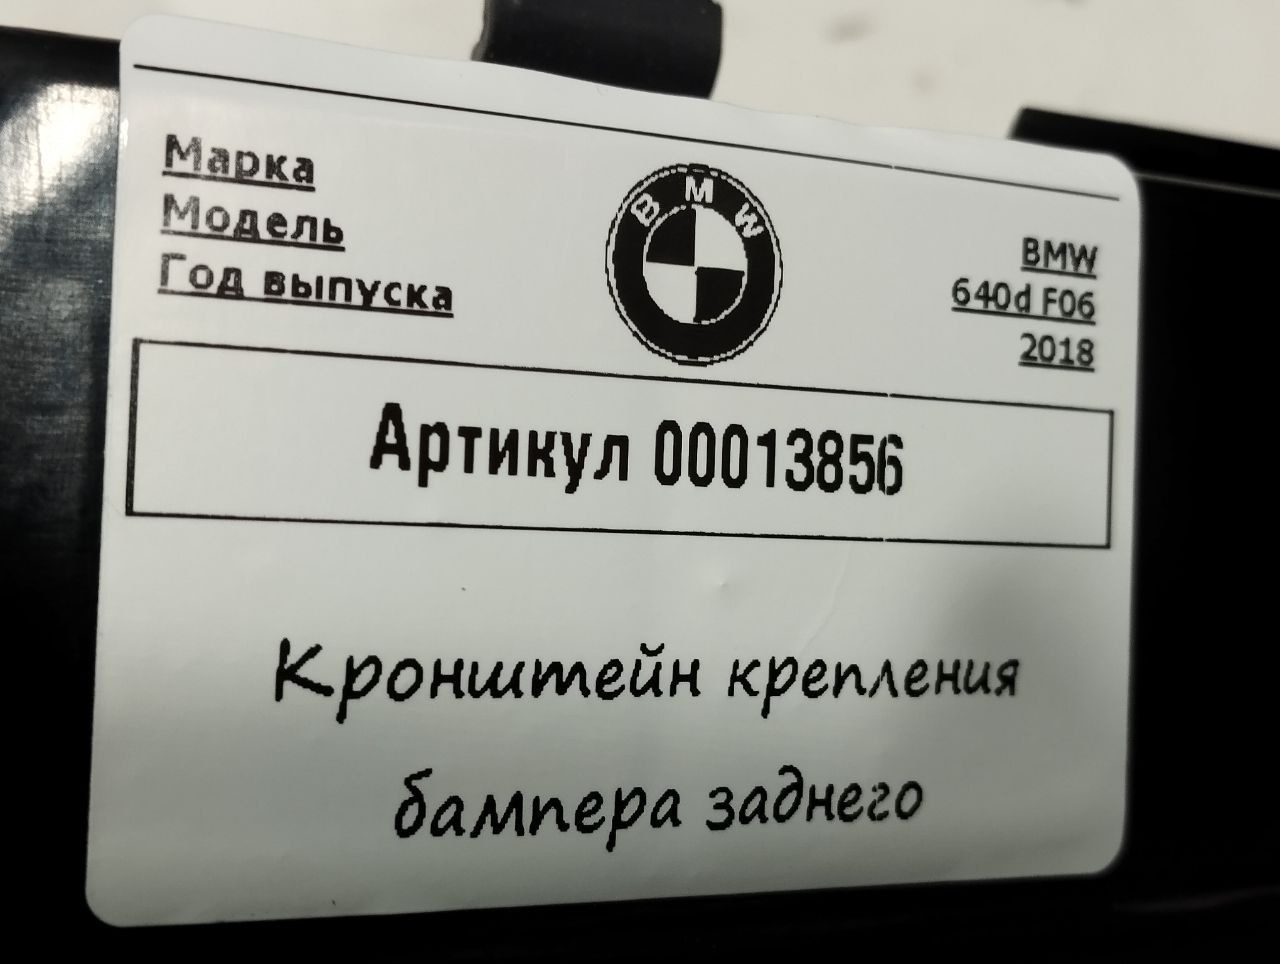 Марка
Модель
Год выпуска
BMW
BMW
640d F06
2018
Артикул 00013856
Кронштейн крепления
бампера заднего